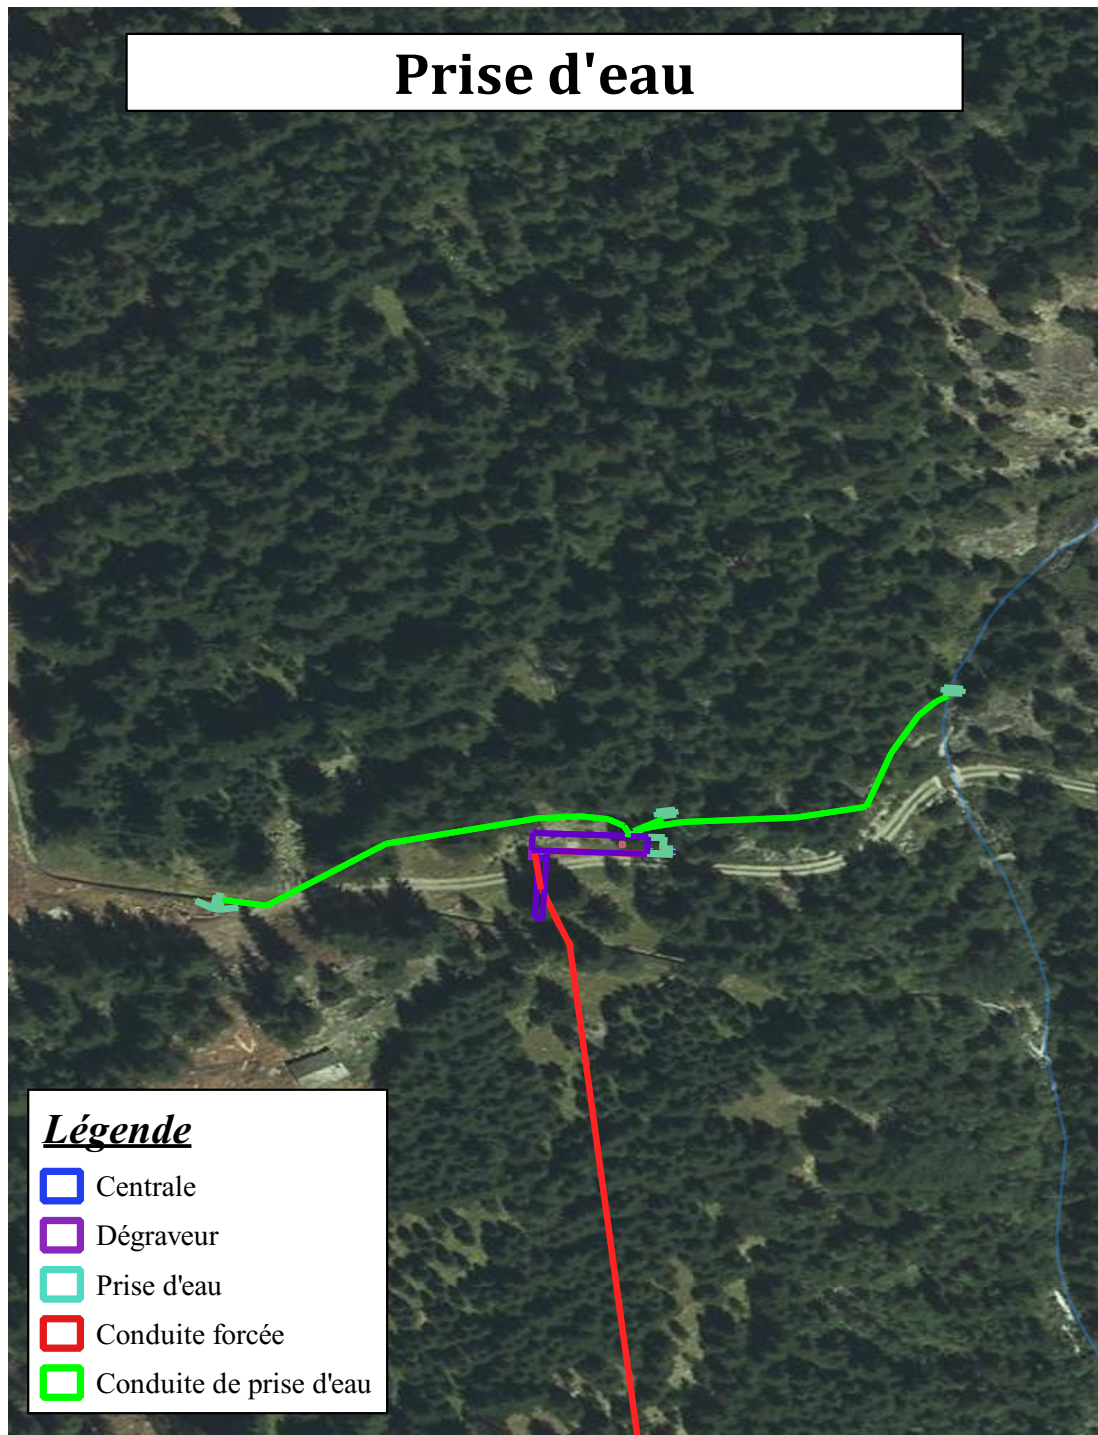 Prise d'eau
Légende
Centrale
Dégraveur
Prise d'eau
Conduite forcée
Conduite de prise d'eau